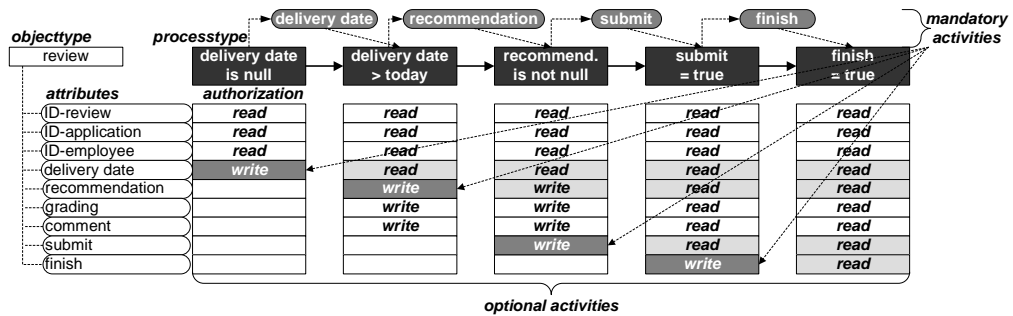 delivery date recommendation submit finish mandatory
activities
objecttype processtype
review
delivery date
is null
delivery date
> today
recommend.
is not null
submit
= true
finish
= true
attributes authorization
ID-review read read read read read
ID-application read read read read read
ID-employee read read read read read
delivery date write read read read read
recommendation write write read read
grading write write read read
comment write write read read
submit write read read
finish write read
optional activities